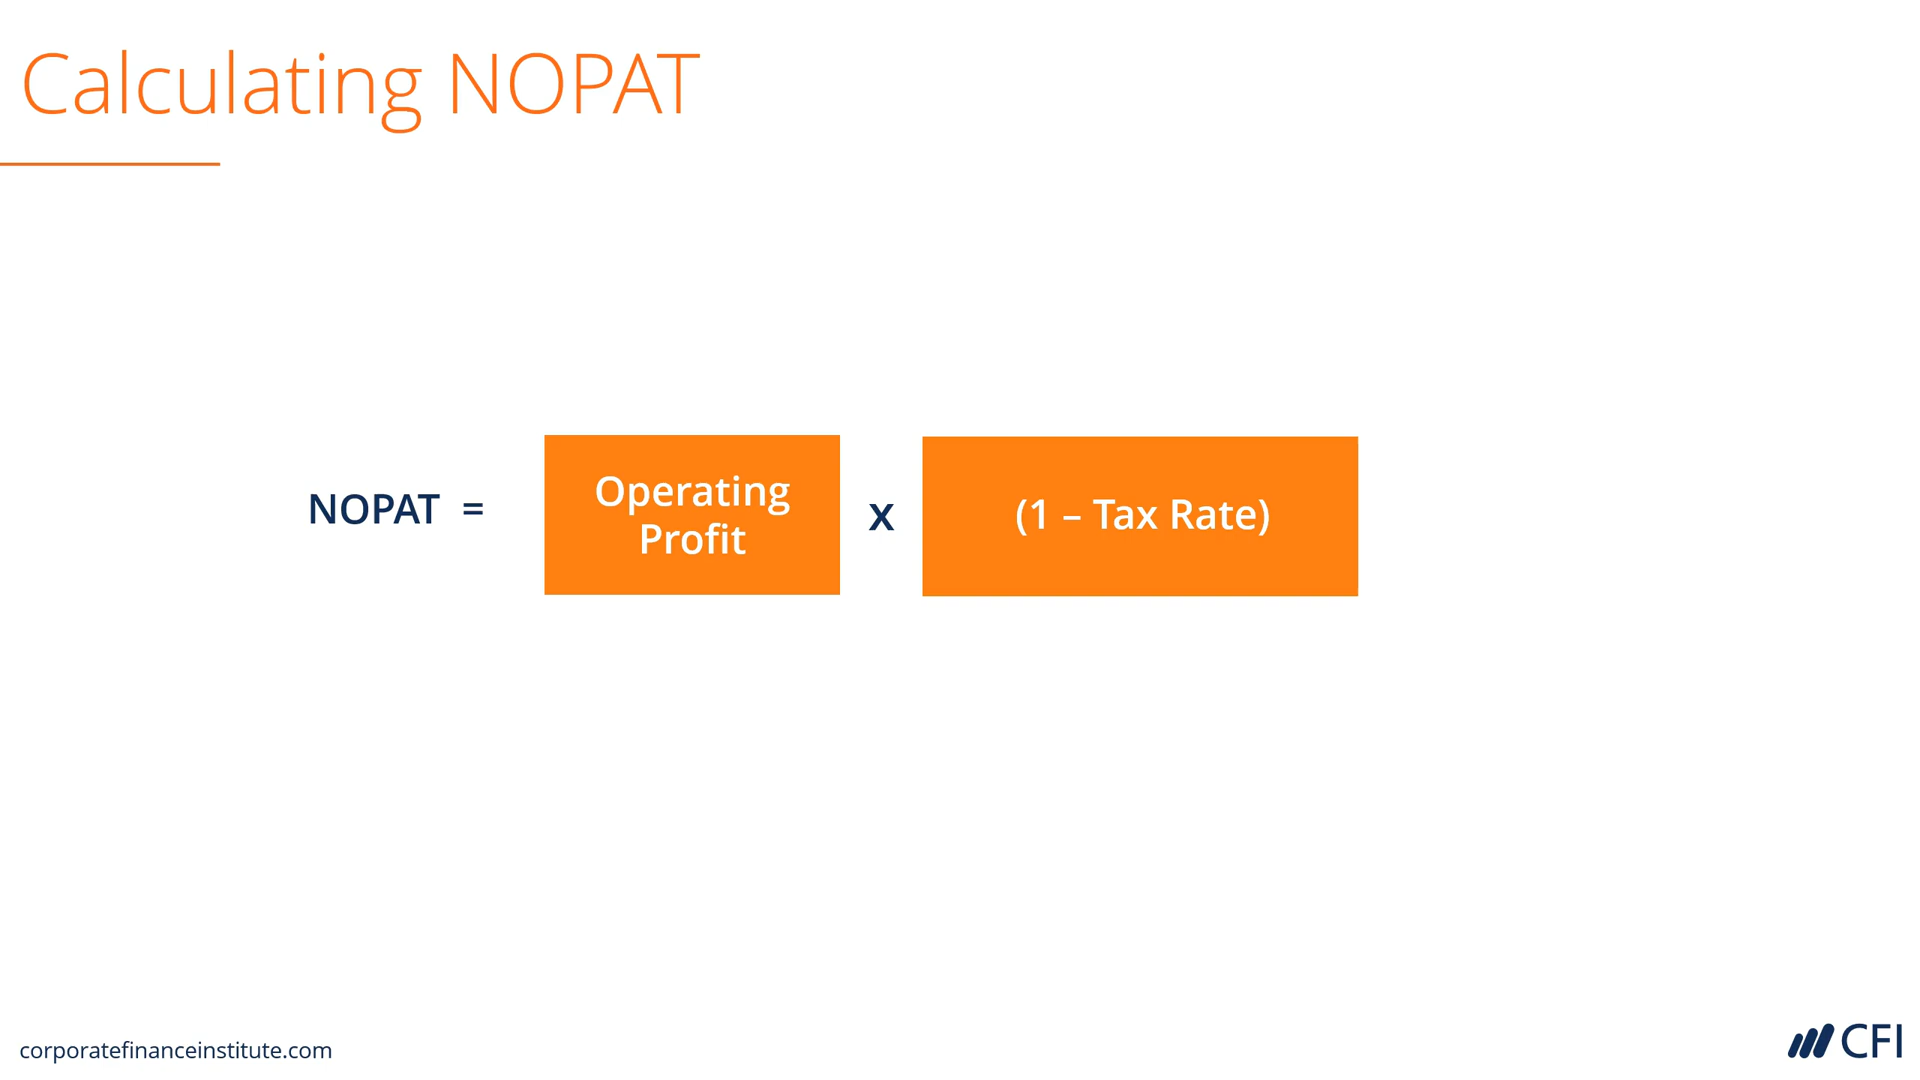 Calculating NOPAT
NOPAT =
Operating
Profit
x
(1 – Tax Rate)
corporatefinanceinstitute.com
CFI